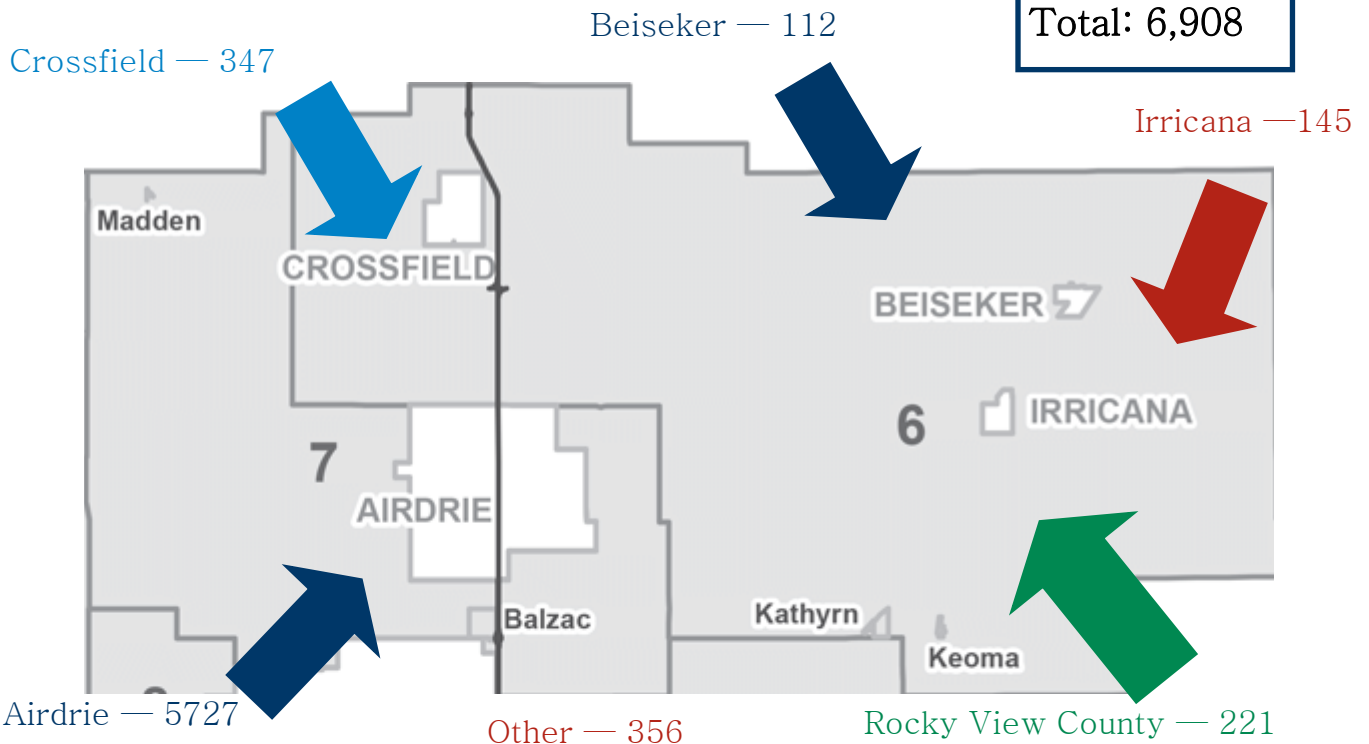 Beiseker — 112
Total: 6,908
Crossfield — 347
Irricana —145
Madden
CROSSFIELD
BEISEKER
6
IRRICANA
7
AIRDRIE
Balzac
Kathyrn
Keoma
Airdrie — 5727
Other — 356
Rocky View County — 221